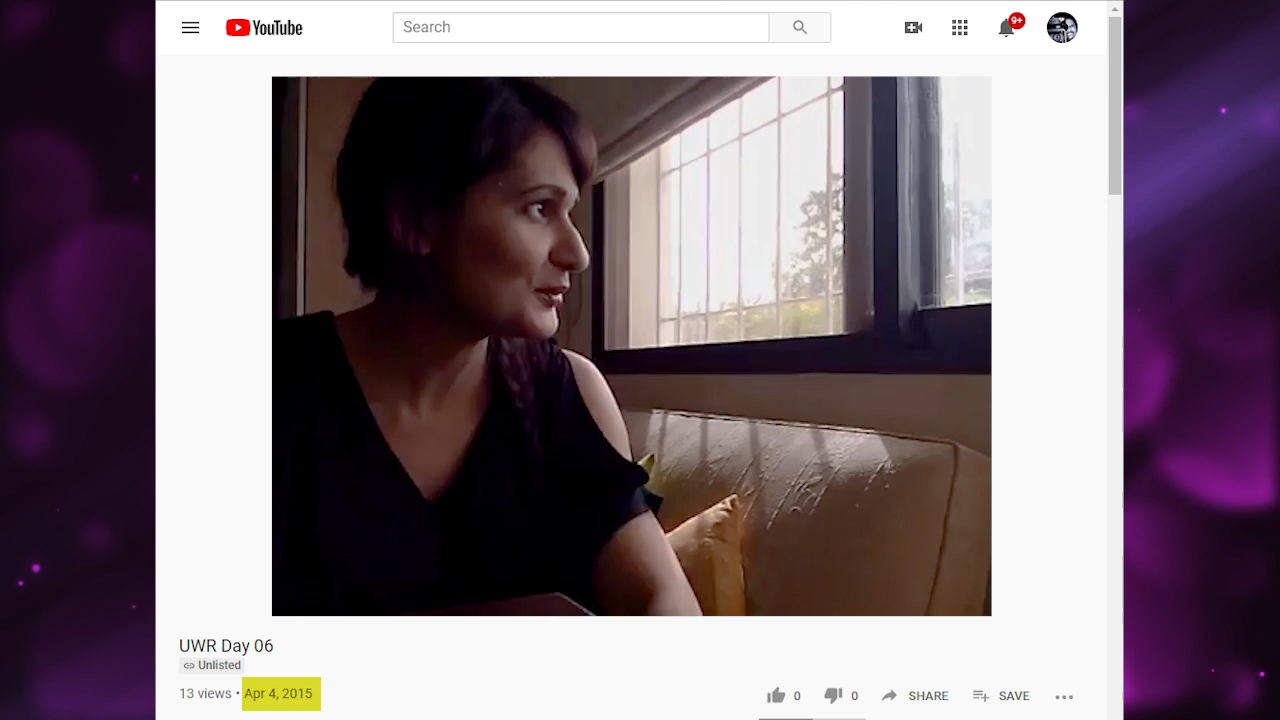 YouTube
Search
9+
UWR Day 06
Unlisted
13 views • Apr 4, 2015
0
0
SHARE
SAVE